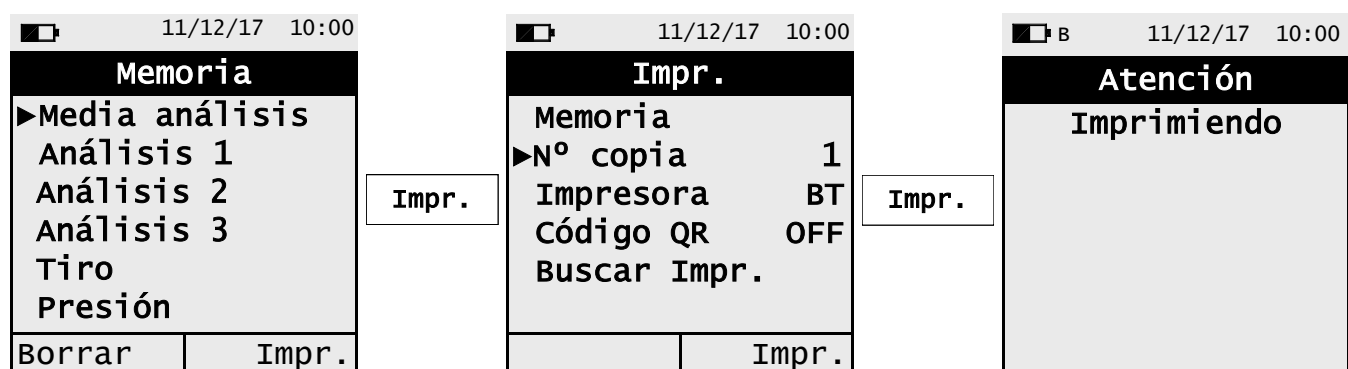 11/12/17 10:00
Memoria
►Media análisis
Análisis 1
Análisis 2
Análisis 3
Tiro
Presión
Borrar Impr.
Impr.
11/12/17 10:00
Impr.
Memoria
►Nº copia 1
Impresora BT
Código QR OFF
Buscar Impr.
Impr.
Impr.
B 11/12/17 10:00
Atención
Imprimiendo